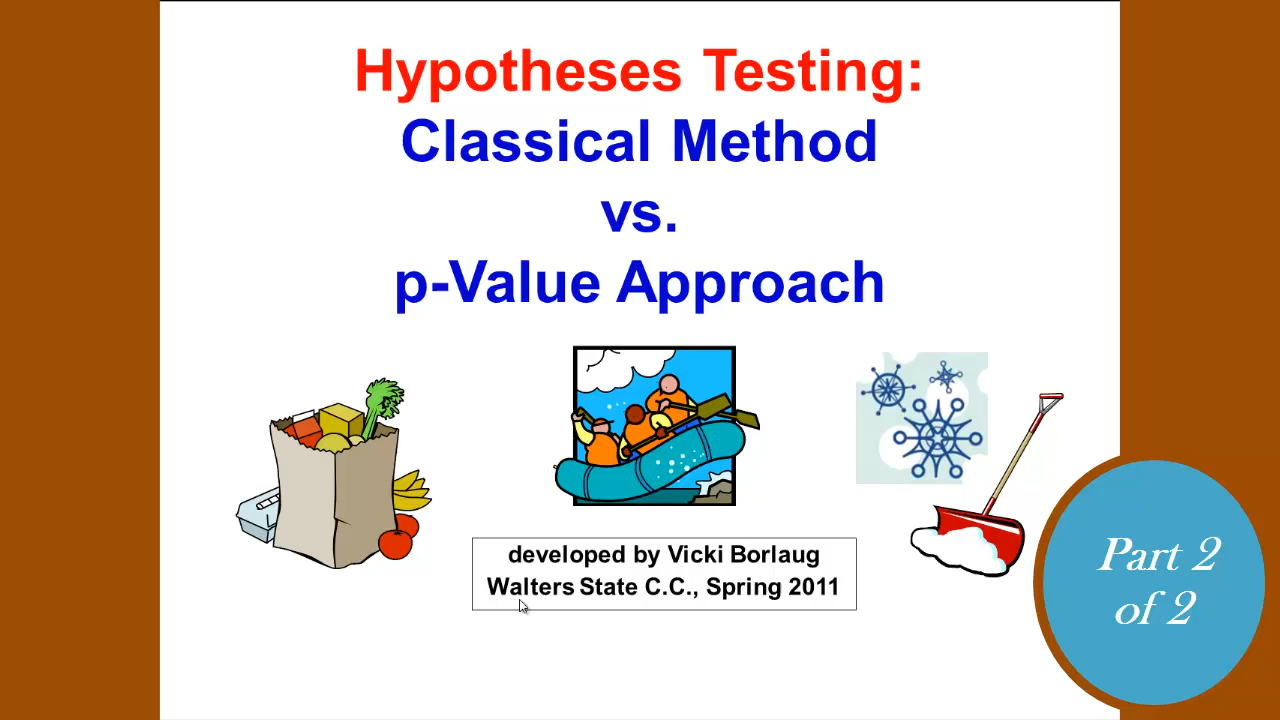 Hypotheses Testing:
Classical Method
vs.
p-Value Approach
developed by Vicki Borlaug
Walters State C.C., Spring 2011
Part 2
of 2